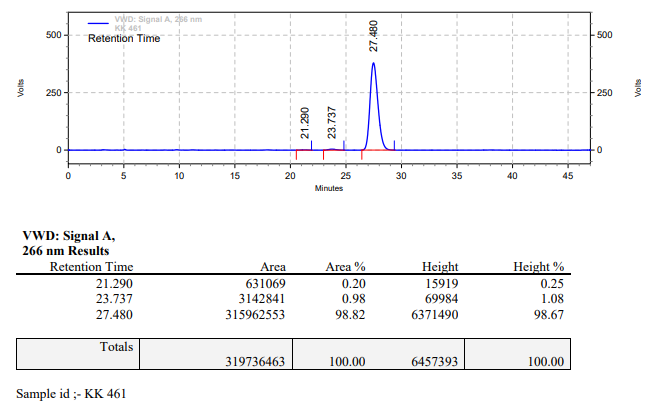 VWD: Signal A, 266 nm
KK 461
Retention Time
500
250
0
Volts
21.290
23.737
27.480
500
250
0
Volts
0 5 10 15 20 25 30 35 40 45
Minutes
VWD: Signal A,
266 nm Results
Retention Time Area Area % Height Height %
21.290 631069 0.20 15919 0.25
23.737 3142841 0.98 69984 1.08
27.480 315962553 98.82 6371490 98.67
Totals
319736463 100.00 6457393 100.00
Sample id ;- KK 461